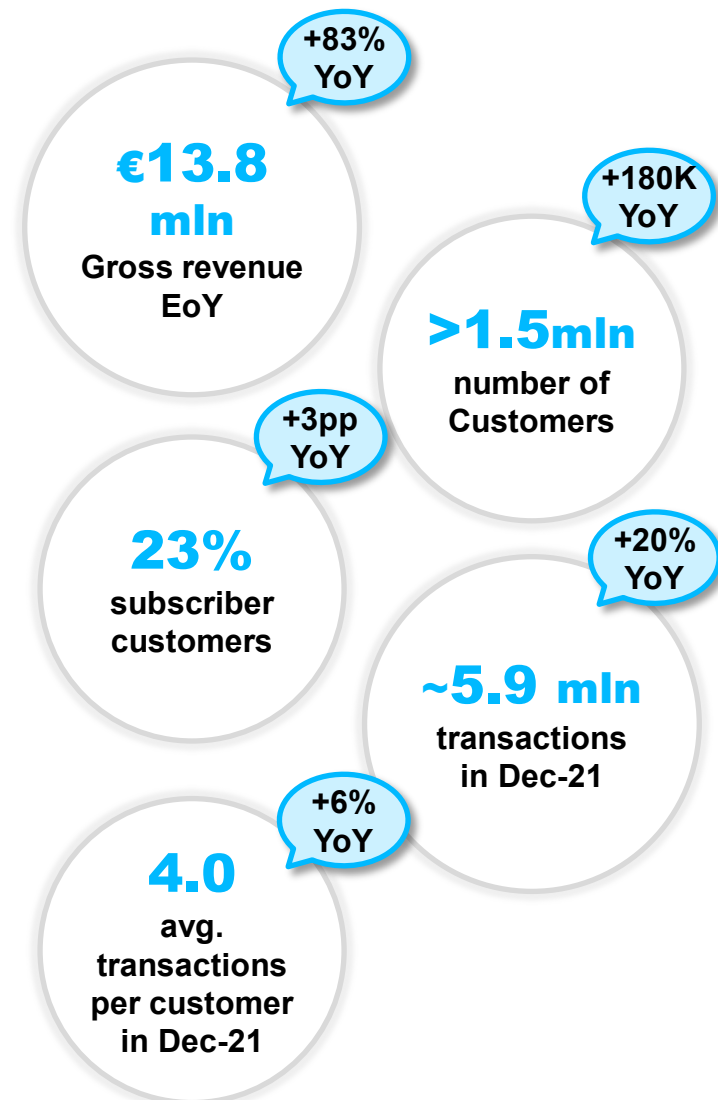 +83%
YoY
€13.8
mln
Gross revenue
EoY
+180K
YoY
>1.5mln
number of
Customers
+3pp
YoY
23%
subscriber
customers
+20%
YoY
~5.9 mln
transactions
in Dec-21
+6%
YoY
4.0
avg.
transactions
per customer
in Dec-21